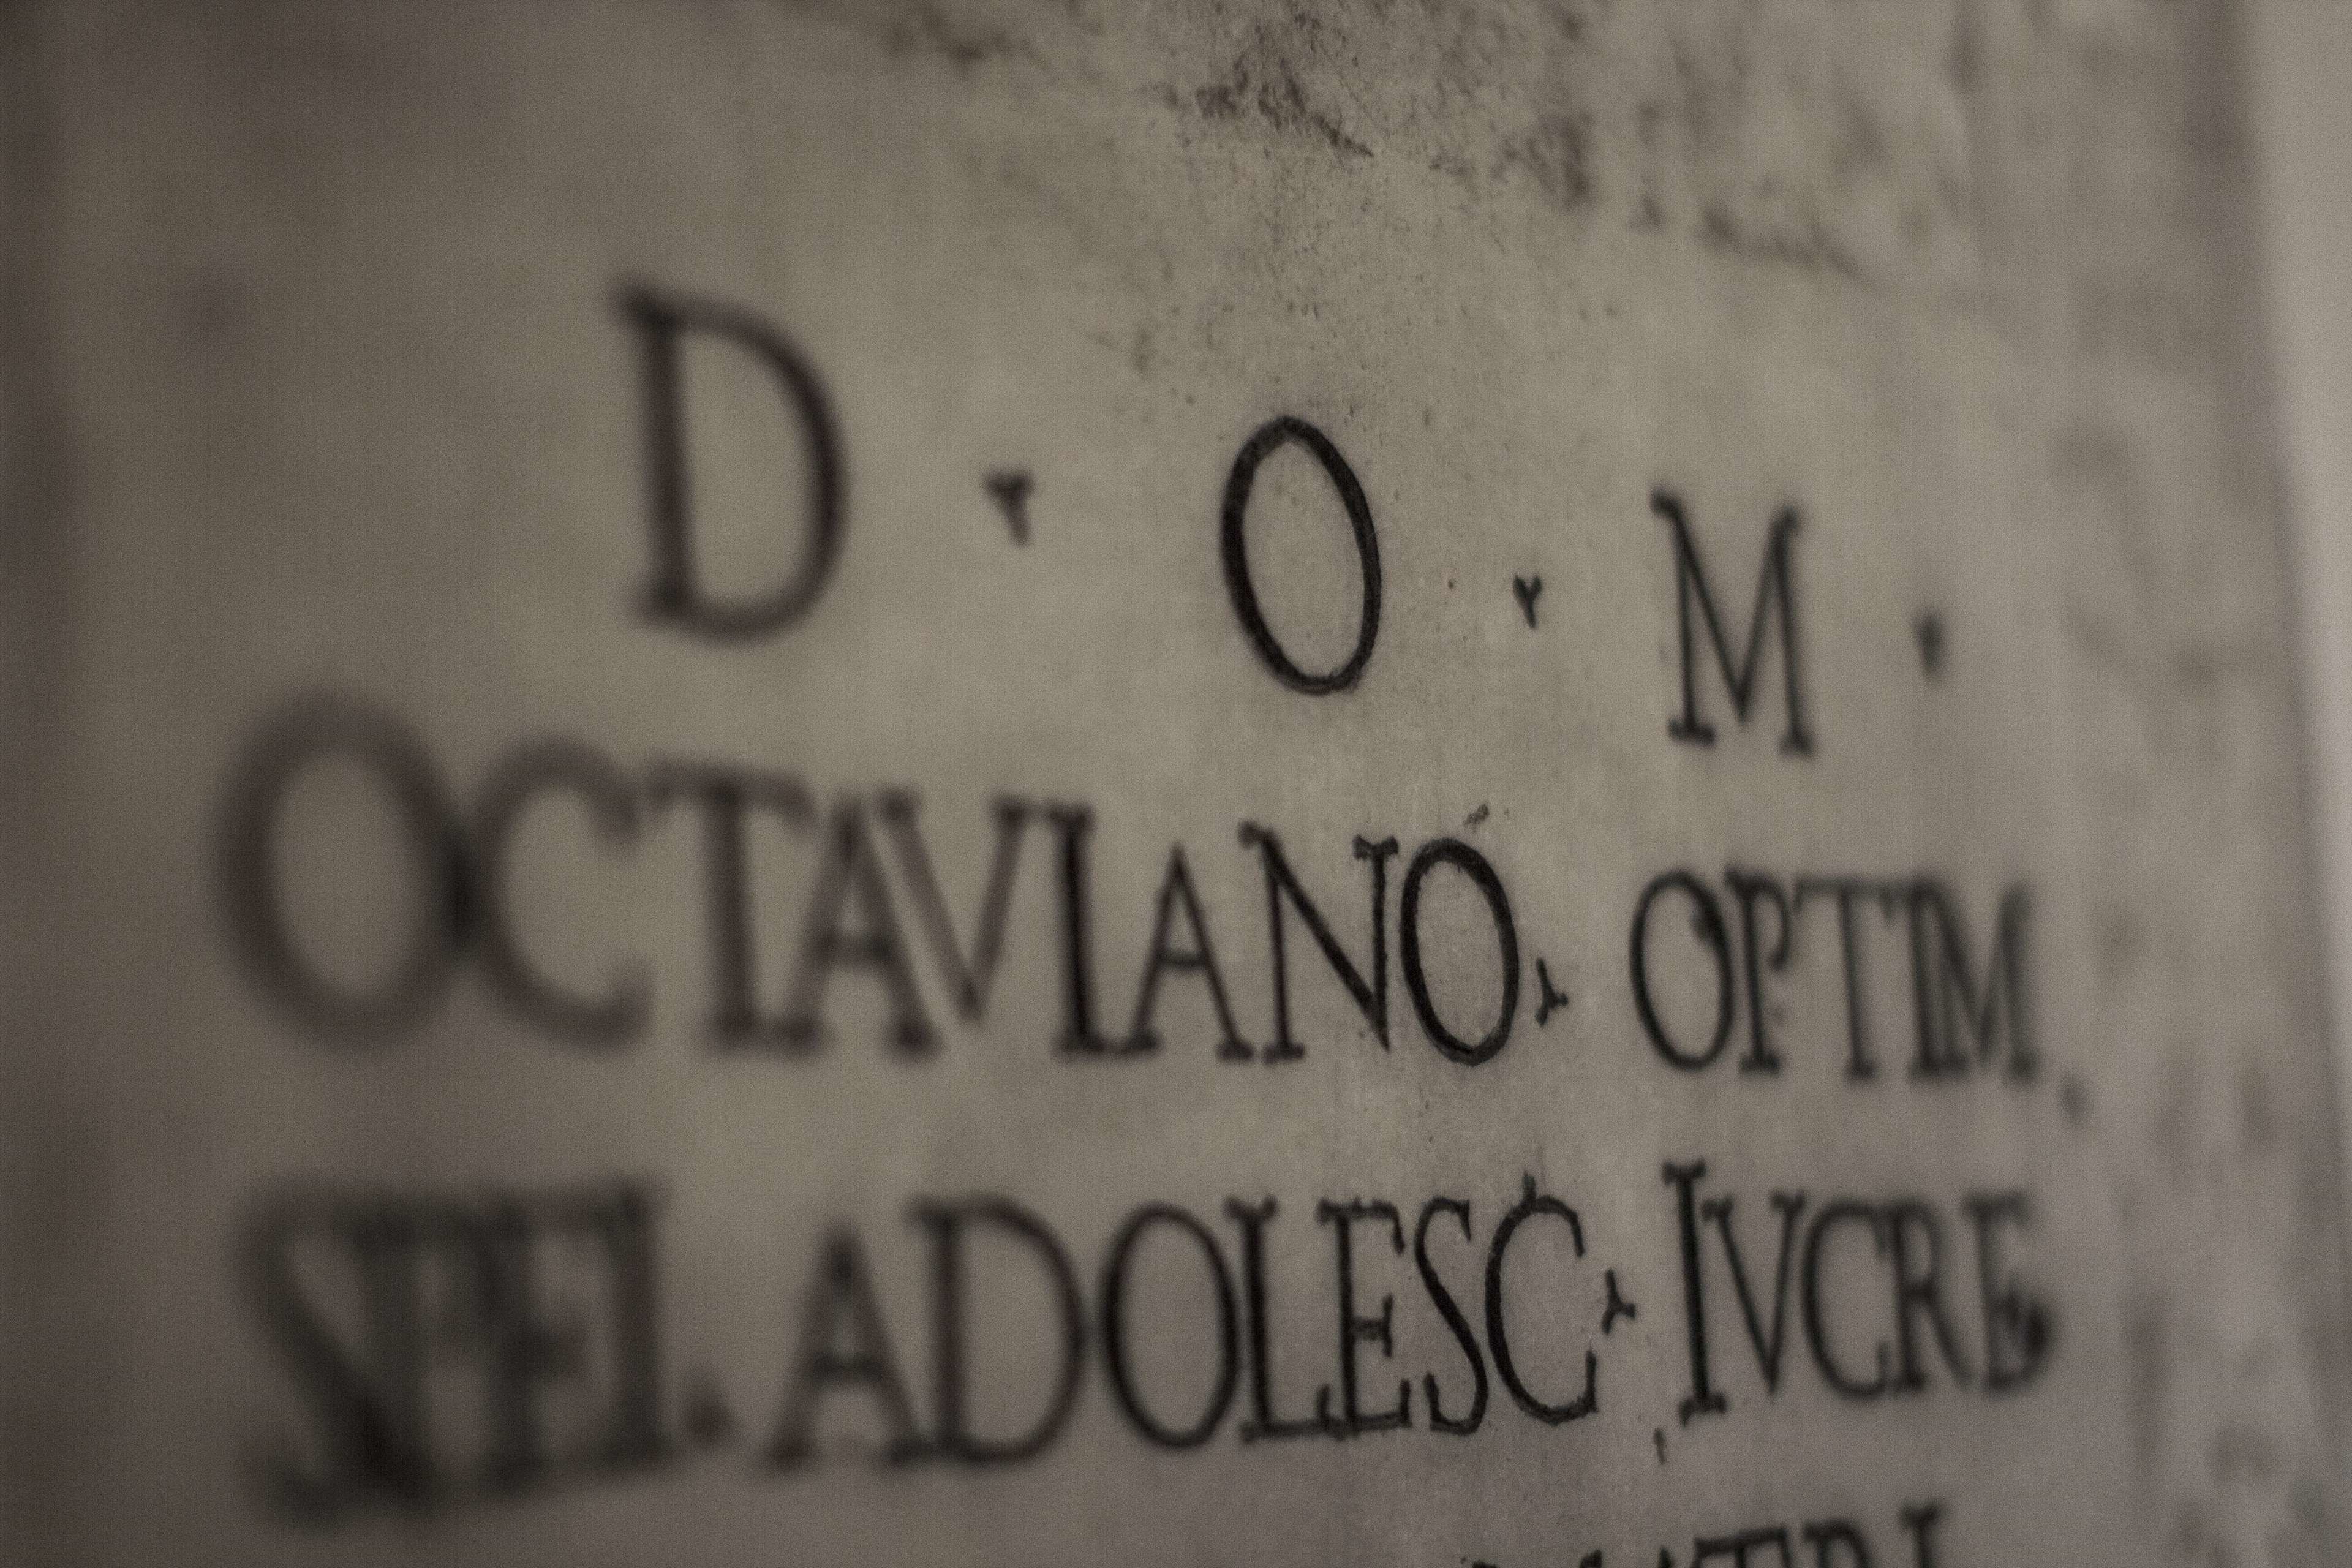 D · O · M ·
OCTAVIANO · OPTIM
ADOLESC · IVCRE